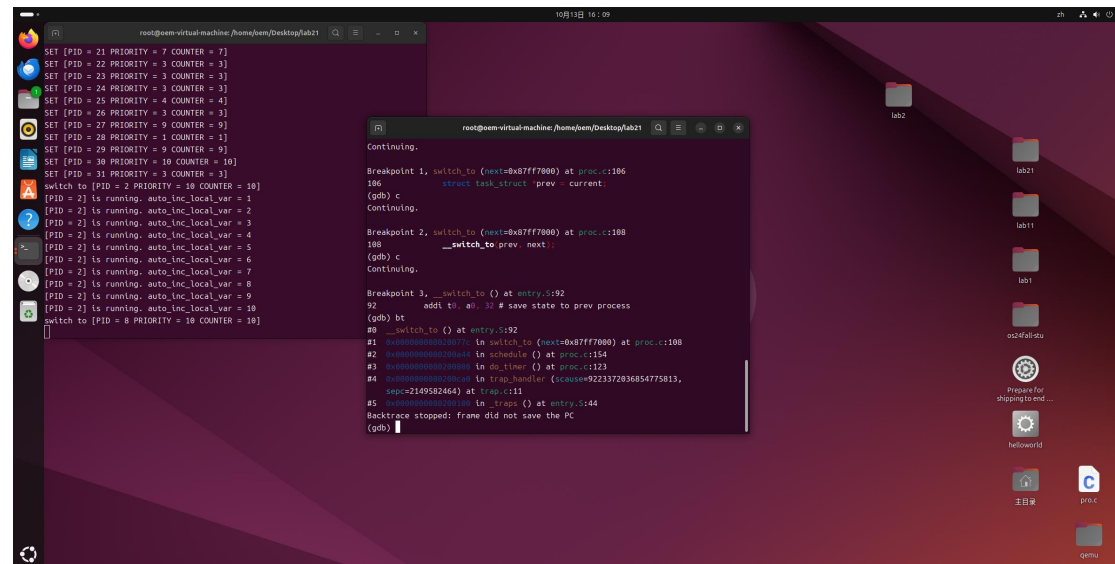 10月13日 16：09
zh
root@oem-virtual-machine: /home/oem/Desktop/lab21
SET [PID = 21 PRIORITY = 7 COUNTER = 7]
SET [PID = 22 PRIORITY = 3 COUNTER = 3]
SET [PID = 23 PRIORITY = 3 COUNTER = 3]
SET [PID = 24 PRIORITY = 3 COUNTER = 3]
SET [PID = 25 PRIORITY = 4 COUNTER = 4]
SET [PID = 26 PRIORITY = 3 COUNTER = 3]
SET [PID = 27 PRIORITY = 9 COUNTER = 9]
SET [PID = 28 PRIORITY = 1 COUNTER = 1]
SET [PID = 29 PRIORITY = 9 COUNTER = 9]
SET [PID = 30 PRIORITY = 10 COUNTER = 10]
SET [PID = 31 PRIORITY = 3 COUNTER = 3]
switch to [PID = 2 PRIORITY = 10 COUNTER = 10]
[PID = 2] is running. auto_inc_local_var = 1
[PID = 2] is running. auto_inc_local_var = 2
[PID = 2] is running. auto_inc_local_var = 3
[PID = 2] is running. auto_inc_local_var = 4
[PID = 2] is running. auto_inc_local_var = 5
[PID = 2] is running. auto_inc_local_var = 6
[PID = 2] is running. auto_inc_local_var = 7
[PID = 2] is running. auto_inc_local_var = 8
[PID = 2] is running. auto_inc_local_var = 9
[PID = 2] is running. auto_inc_local_var = 10
switch to [PID = 8 PRIORITY = 10 COUNTER = 10]
root@oem-virtual-machine: /home/oem/Desktop/lab21
Continuing.
Breakpoint 1, switch_to (next=0x87ff7000) at proc.c:106
106 struct task_struct *prev = current;
(gdb) c
Continuing.
Breakpoint 2, switch_to (next=0x87ff7000) at proc.c:108
108 __switch_to(prev, next);
(gdb) c
Continuing.
Breakpoint 3, __switch_to () at entry.S:92
92 addi t0, a0, 32 # save state to prev process
(gdb) bt
#0 __switch_to () at entry.S:92
#1 0x000000008020077c in switch_to (next=0x87ff7000) at proc.c:108
#2 0x0000000080200a44 in schedule () at proc.c:154
#3 in do_timer () at proc.c:123
#4 0x0000000080200ca0 in trap_handler (scause=9223372036854775813,
sepc=2149582464) at trap.c:11
#5 0x0000000080200100 in _traps () at entry.S:44
Backtrace stopped: frame did not save the PC
(gdb)
lab2
lab21
lab11
lab1
os24fall-stu
Prepare for
shipping to end ...
helloworld
主目录
pro.c
qemu
1